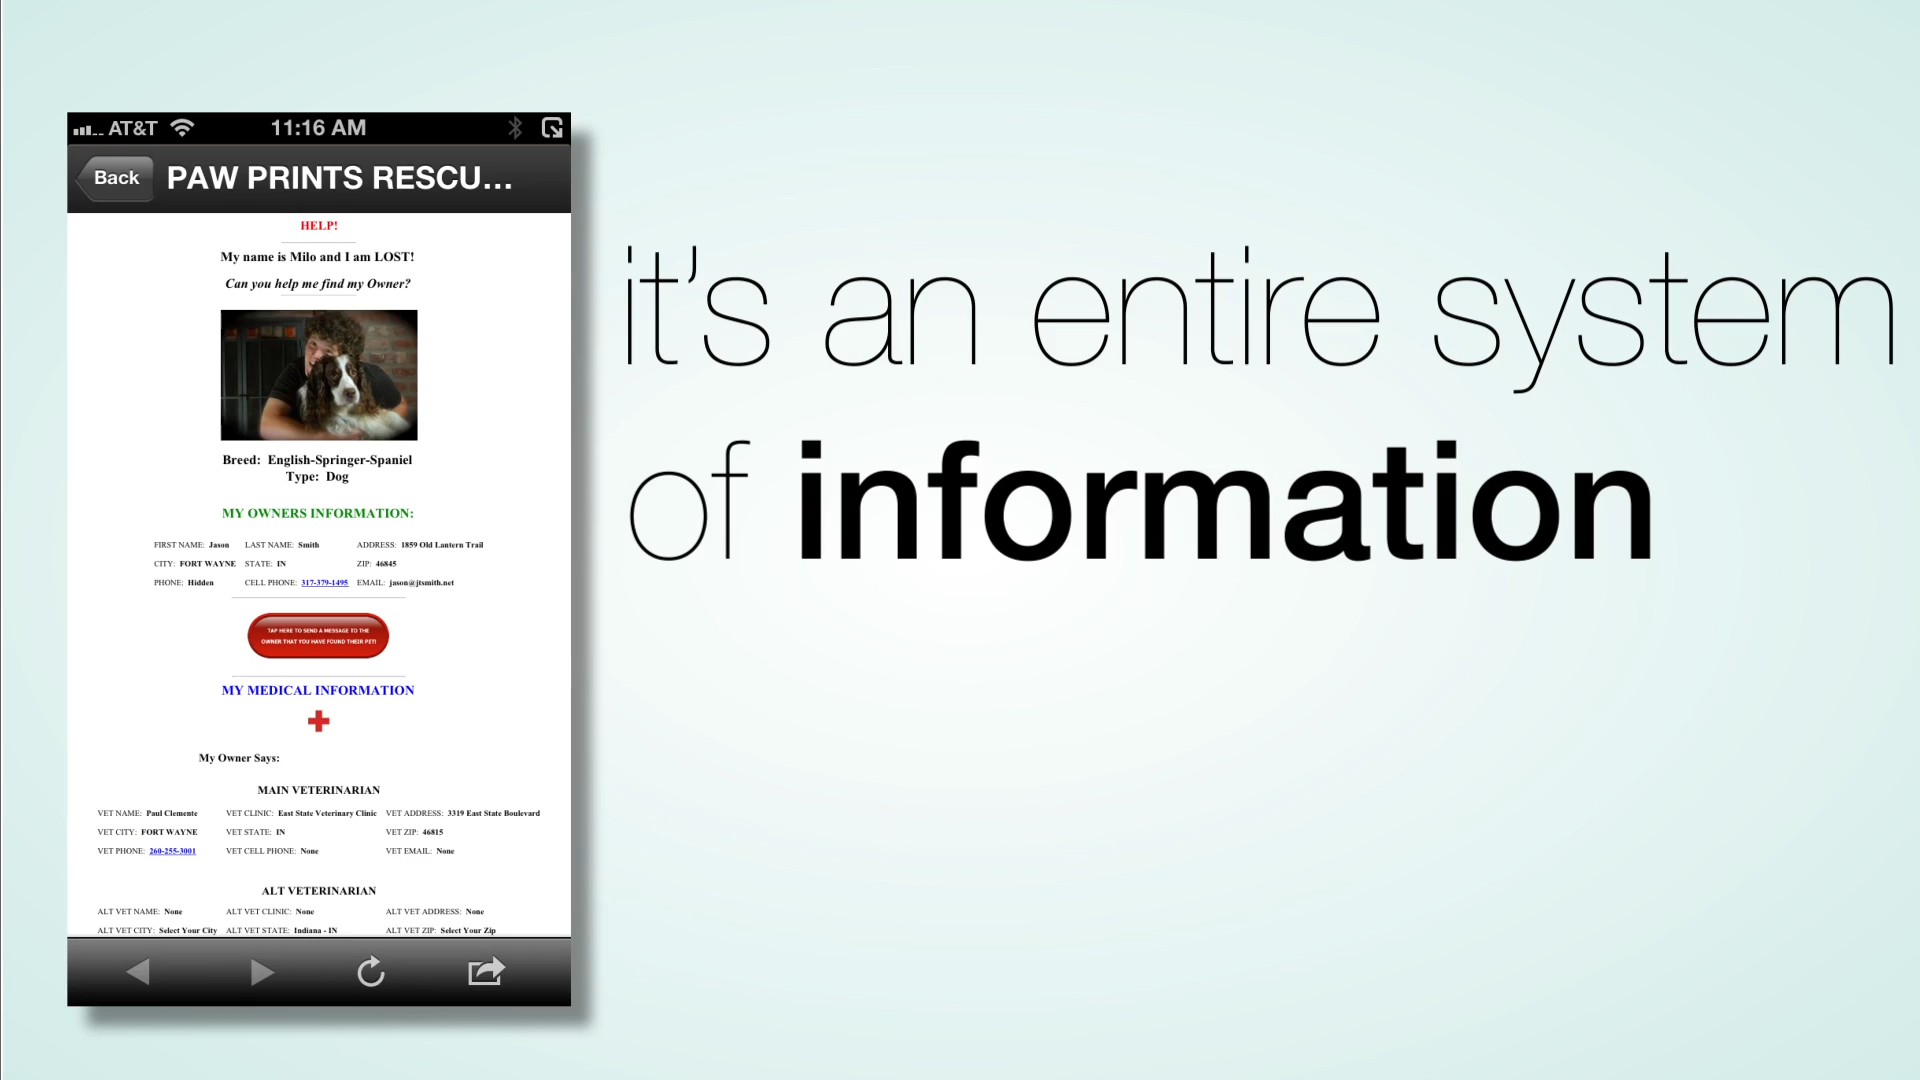 AT&T 11:16 AM
Back PAW PRINTS RESCU...
HELP!
My name is Milo and I am LOST!
Can you help me find my Owner?
Breed: English-Springer-Spaniel
Type: Dog
MY OWNERS INFORMATION:
FIRST NAME: Jason LAST NAME: Smith ADDRESS: 1859 Old Lantern Trail
CITY: FORT WAYNE STATE: IN ZIP: 46845
PHONE: Hidden CELL PHONE: 317-379-1495 EMAIL: jason@jtsmith.net
TAP HERE TO SEND A MESSAGE TO THE
OWNER THAT YOU HAVE FOUND THEIR PET!
MY MEDICAL INFORMATION
My Owner Says:
MAIN VETERINARIAN
VET NAME: Paul Clemente VET CLINIC: East State Veterinary Clinic VET ADDRESS: 3319 East State Boulevard
VET CITY: FORT WAYNE VET STATE: IN VET ZIP: 46815
VET PHONE: 260-255-3001 VET CELL PHONE: None VET EMAIL: None
ALT VETERINARIAN
ALT VET NAME: None ALT VET CLINIC: None ALT VET ADDRESS: None
ALT VET CITY: Select Your City ALT VET STATE: Indiana - IN ALT VET ZIP: Select Your Zip
it's an entire system
of information